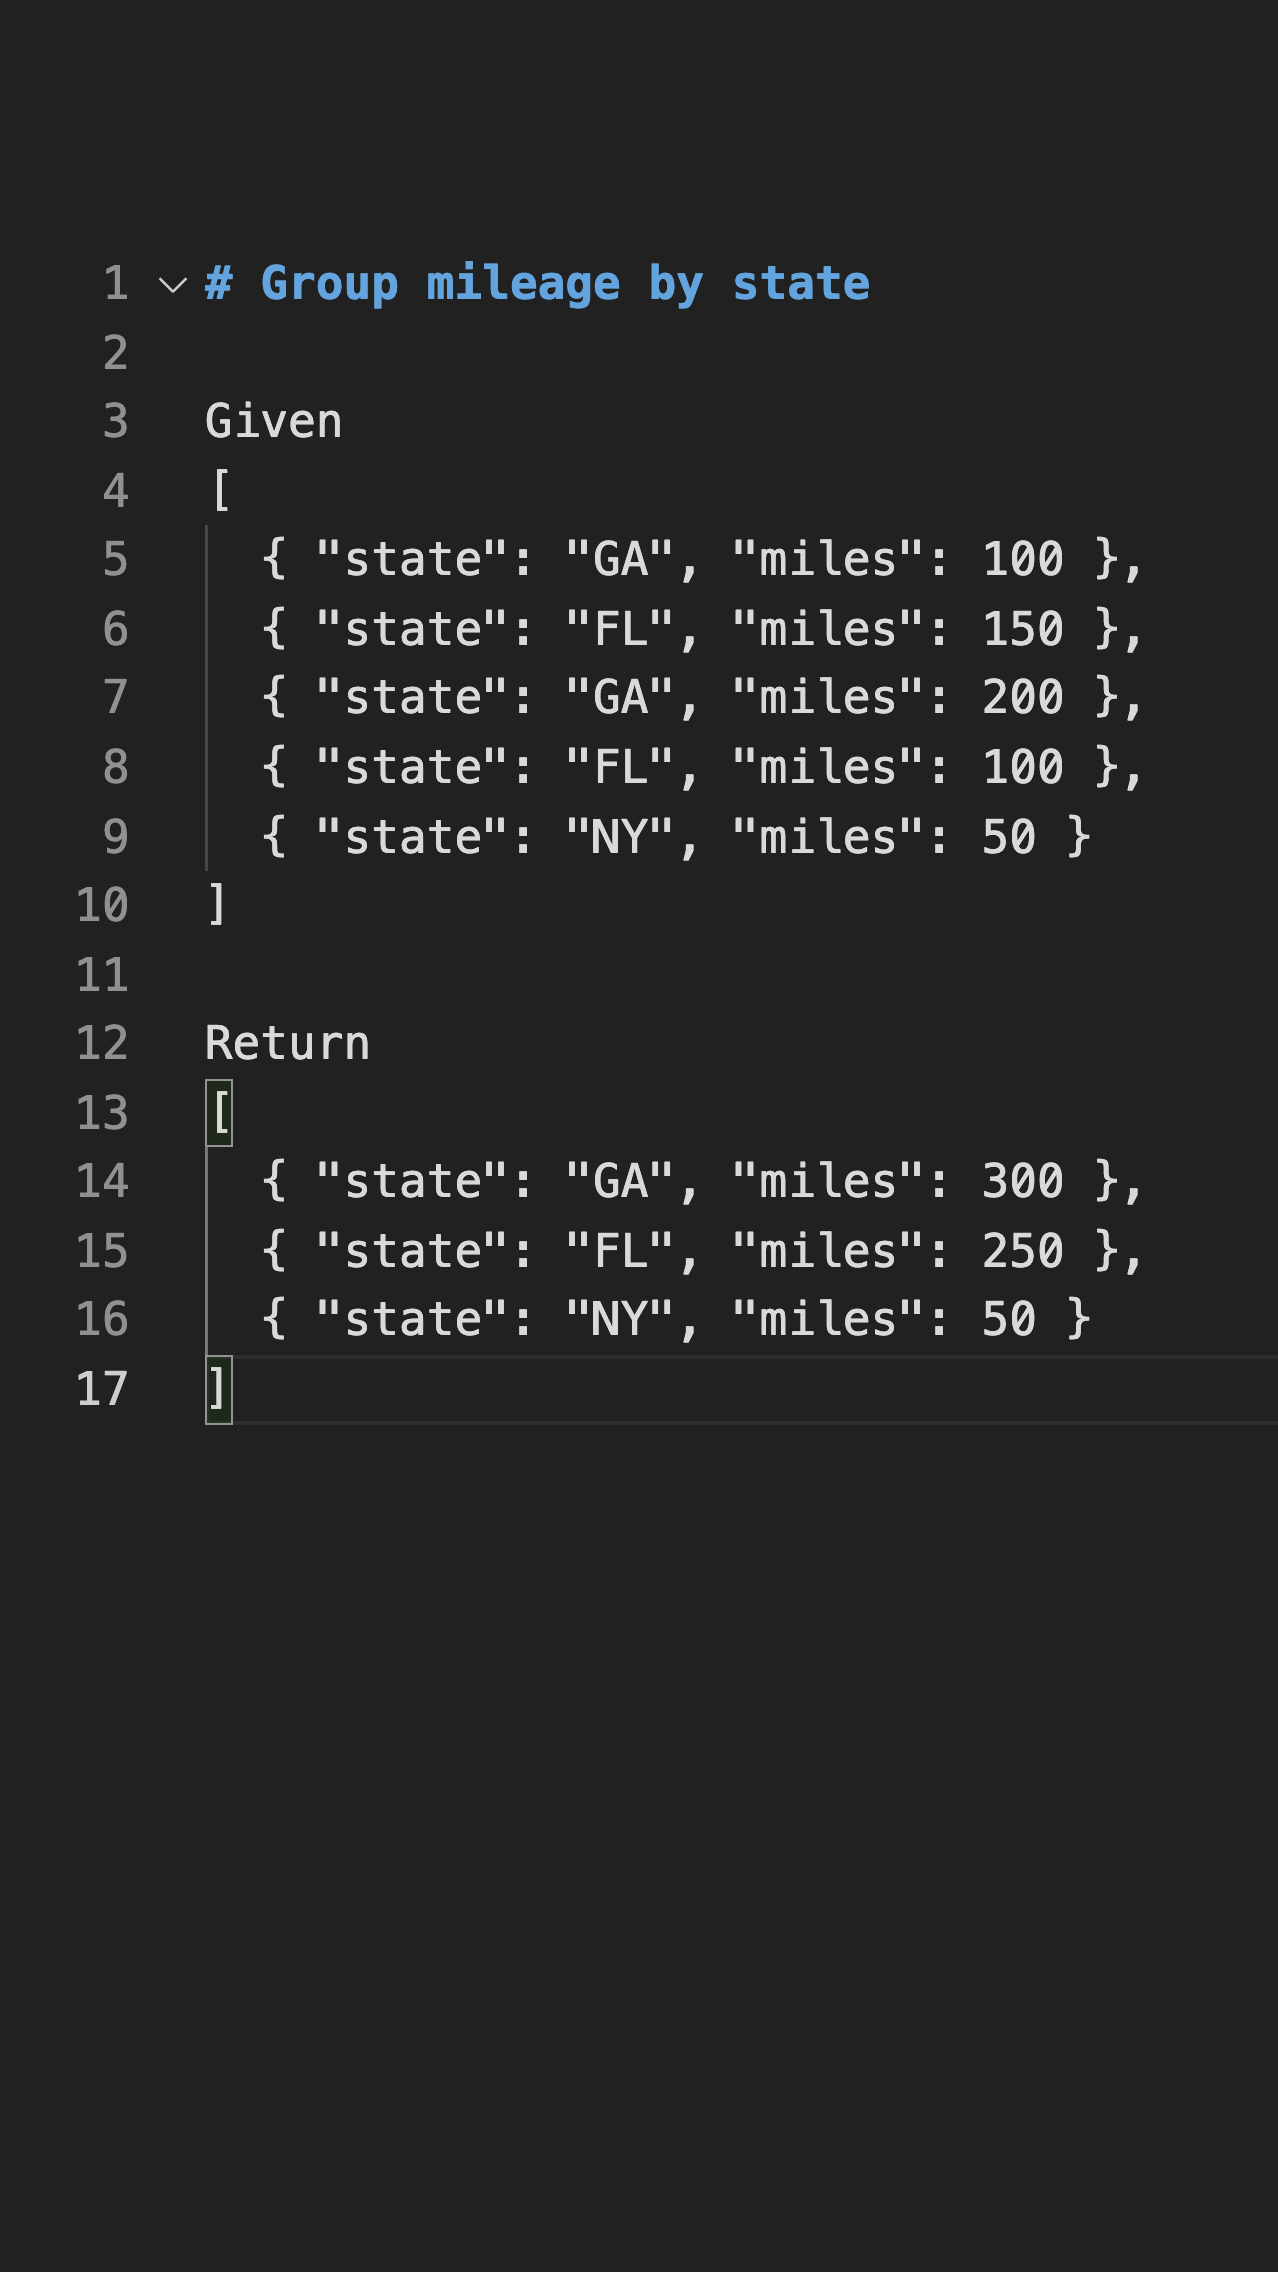 1 # Group mileage by state
2
3 Given
4 [
5   { "state": "GA", "miles": 100 },
6   { "state": "FL", "miles": 150 },
7   { "state": "GA", "miles": 200 },
8   { "state": "FL", "miles": 100 },
9   { "state": "NY", "miles": 50 }
10 ]
11
12 Return
13 [
14   { "state": "GA", "miles": 300 },
15   { "state": "FL", "miles": 250 },
16   { "state": "NY", "miles": 50 }
17 ]